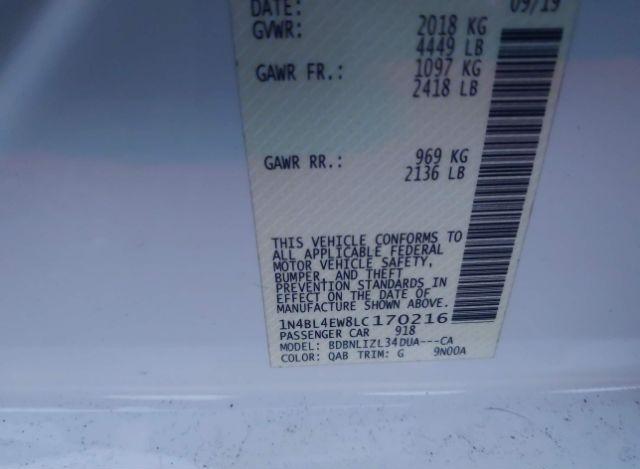 DATE: 09/19
GVWR: 2018 KG
4449 LB
GAWR FR.: 1097 KG
2418 LB
GAWR RR.: 969 KG
2136 LB
THIS VEHICLE CONFORMS TO
ALL APPLICABLE FEDERAL
MOTOR VEHICLE SAFETY,
BUMPER, AND THEFT
PREVENTION STANDARDS IN
EFFECT ON THE DATE OF
MANUFACTURE SHOWN ABOVE.
1N4BL4EW8LC170216
PASSENGER CAR 918
MODEL: BDBNLIZL34DUA---CA
COLOR: QAB TRIM: G 9N00A